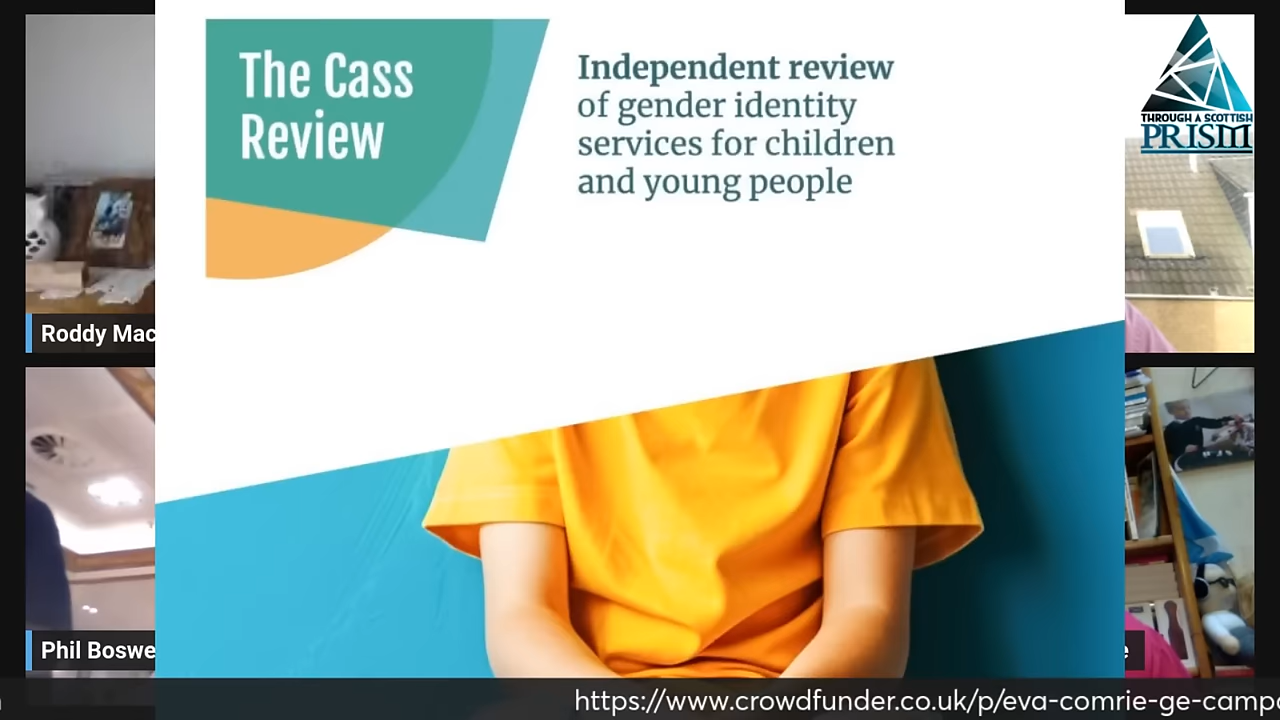 The Cass
Review
Independent review
of gender identity
services for children
and young people
THROUGH A SCOTTISH
PRISM
Roddy Mac
Phil Boswe
e
https://www.crowdfunder.co.uk/p/eva-comrie-ge-camp